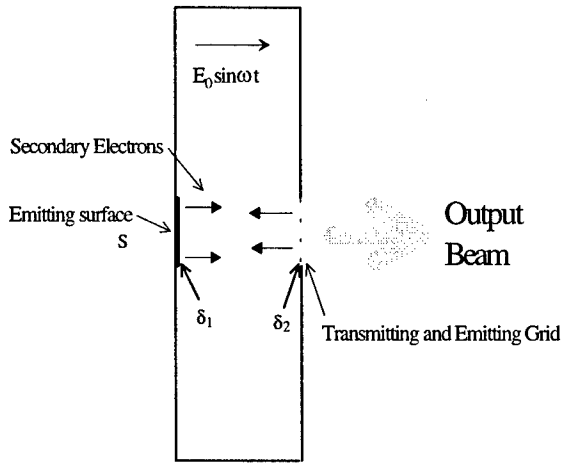 E₀sinωt
Secondary Electrons
Emitting surface
S
Output
Beam
δ₁
δ₂
Transmitting and Emitting Grid